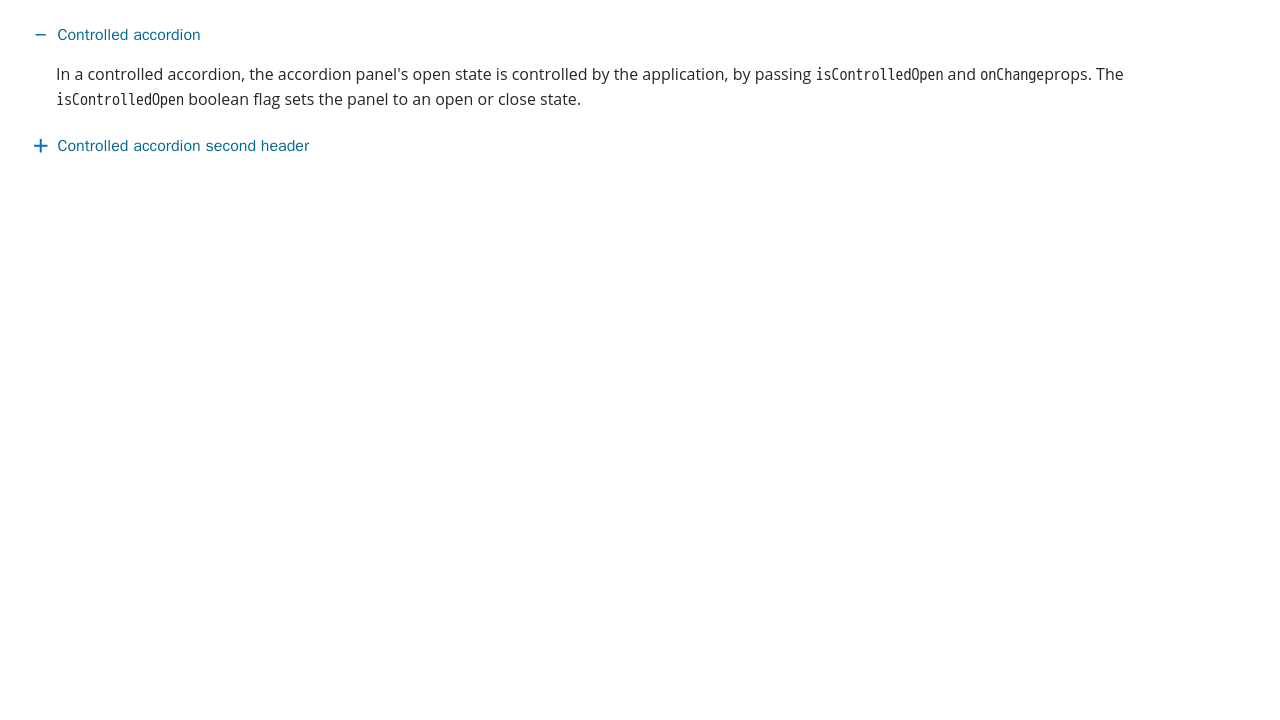 Controlled accordion
In a controlled accordion, the accordion panel's open state is controlled by the application, by passing isControlledOpen and onChangeprops. The
isControlledOpen boolean flag sets the panel to an open or close state.
Controlled accordion second header